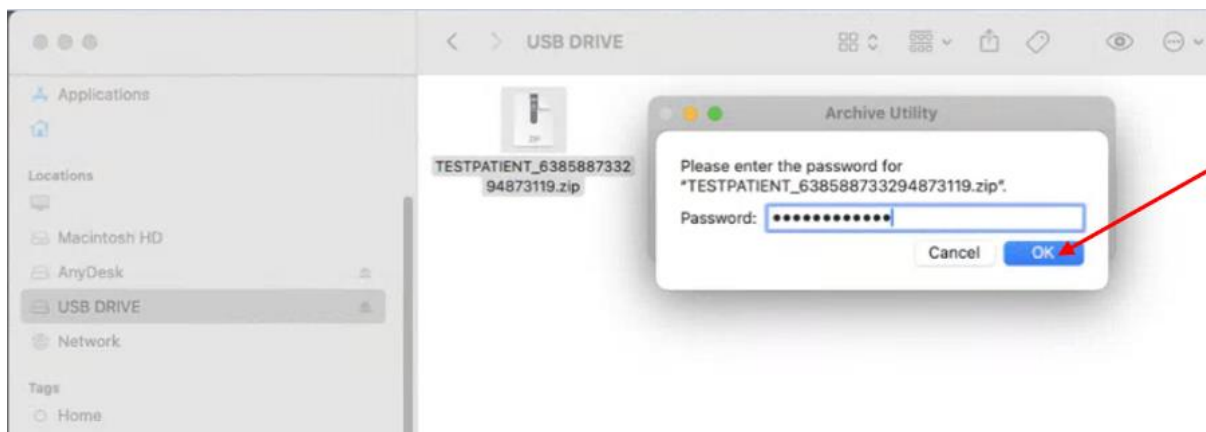 USB DRIVE
Applications
Locations
Macintosh HD
AnyDesk
USB DRIVE
Network
Tags
Home
ZIP
TESTPATIENT_6385887332
94873119.zip
Archive Utility
Please enter the password for
"TESTPATIENT_638588733294873119.zip".
Password: ••••••••••••
Cancel OK